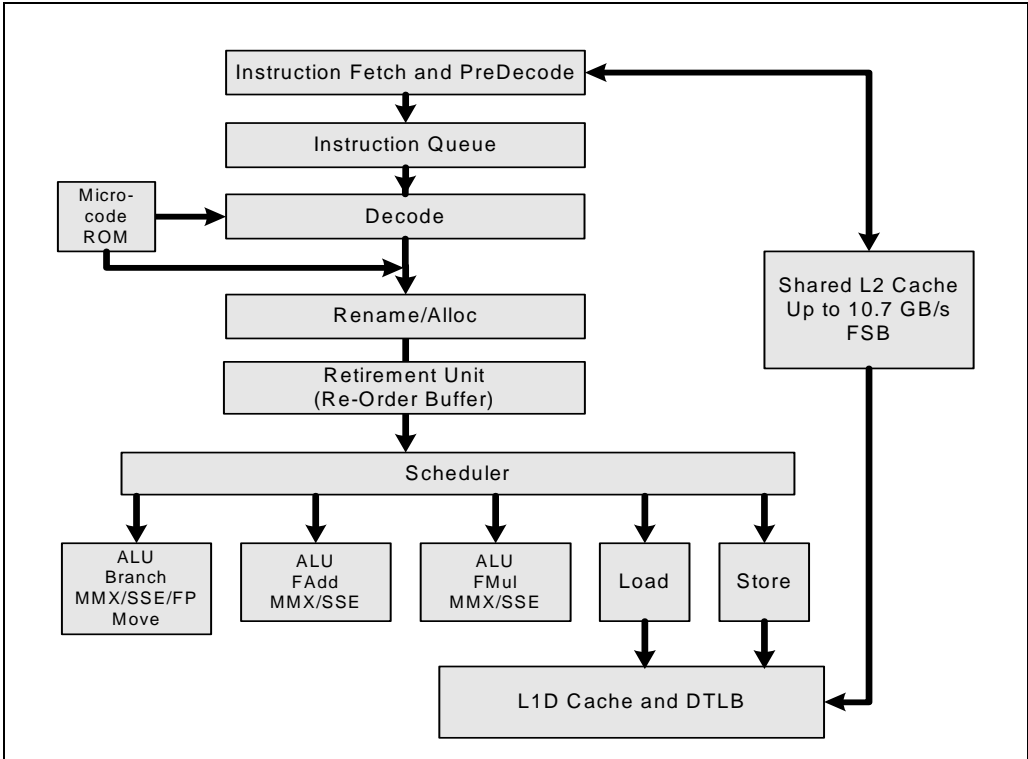 Instruction Fetch and PreDecode
Instruction Queue
Micro-
code
ROM
Decode
Shared L2 Cache
Up to 10.7 GB/s
FSB
Rename/Alloc
Retirement Unit
(Re-Order Buffer)
Scheduler
ALU
Branch
MMX/SSE/FP
Move
ALU
FAdd
MMX/SSE
ALU
FMul
MMX/SSE
Load
Store
L1D Cache and DTLB